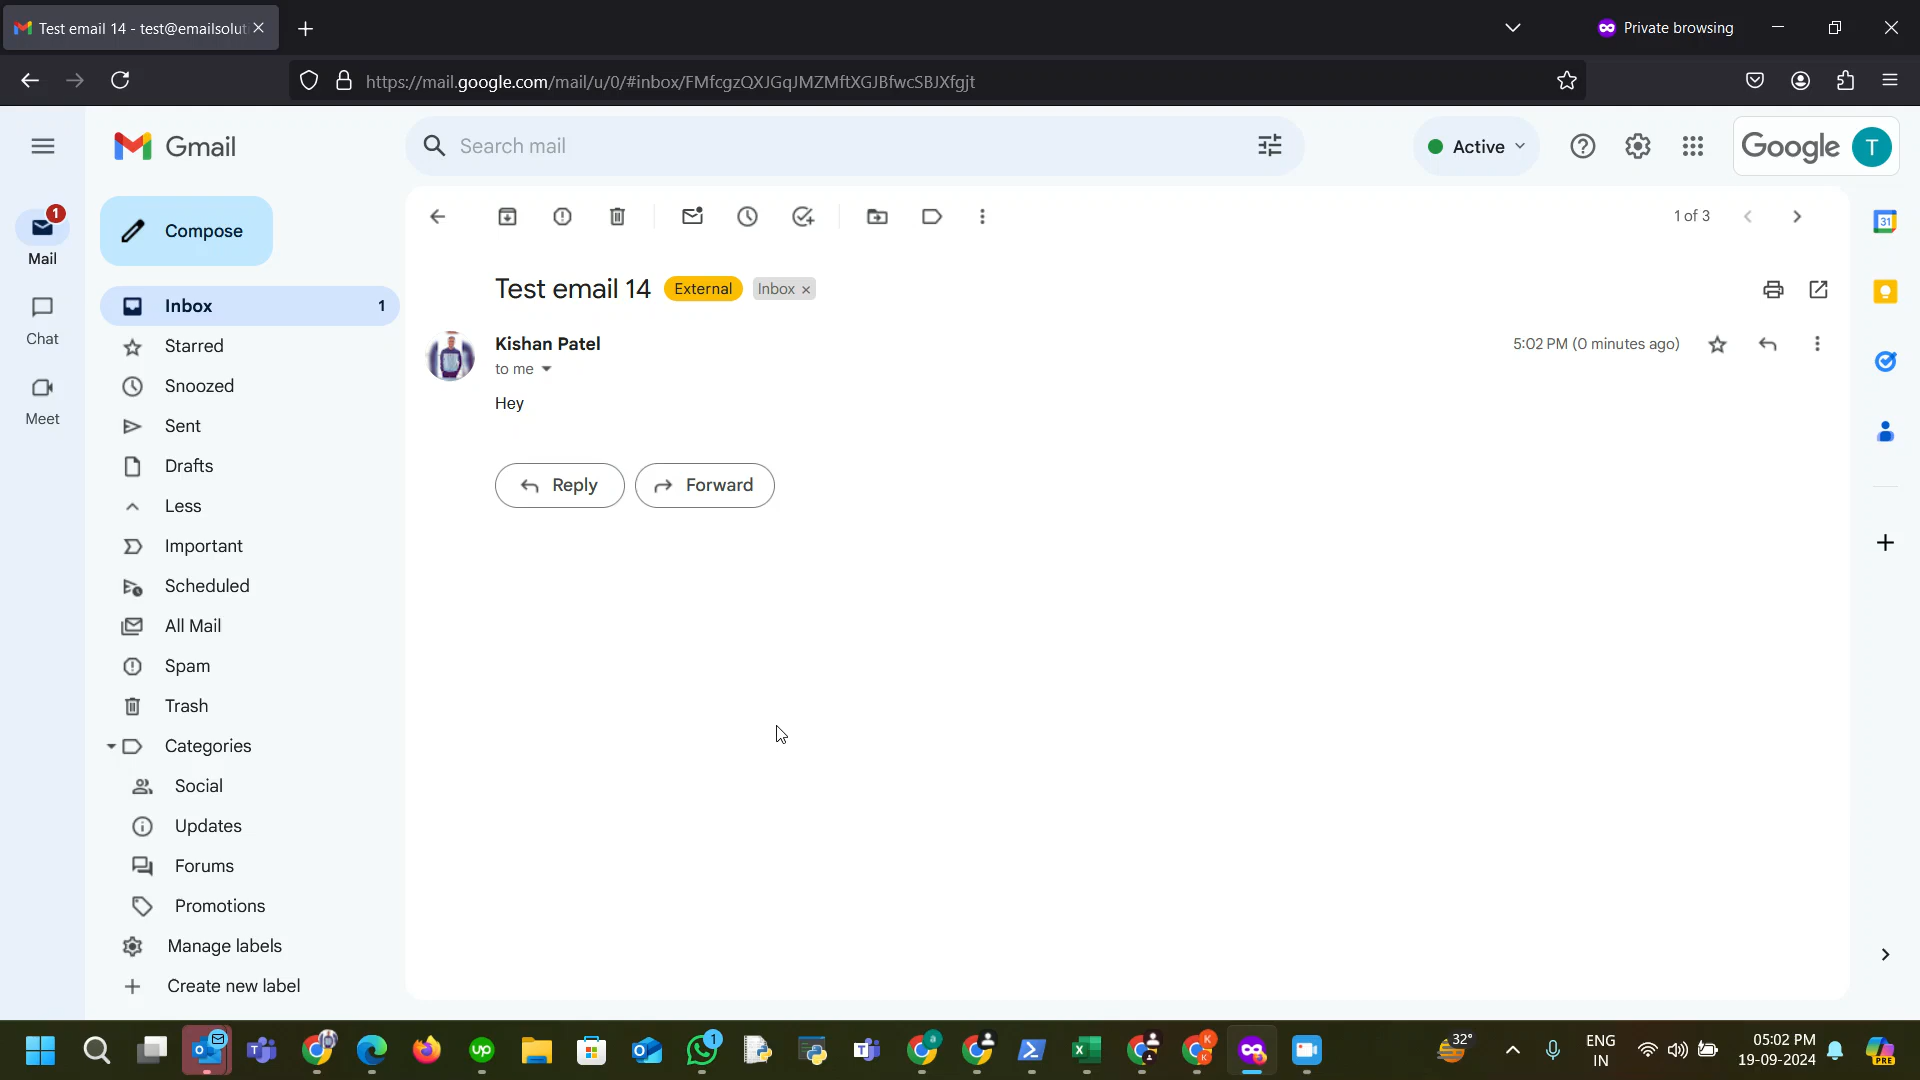 Test email 14 - test@emailsoluti
Private browsing
https://mail.google.com/mail/u/0/#inbox/FMfcgzQXJGqJMZMftXGJBfwcSBJXfgjt
Gmail
Search mail
Active
Google T
1
Mail
Chat
Meet
Compose
Inbox 1
Starred
Snoozed
Sent
Drafts
Less
Important
Scheduled
All Mail
Spam
Trash
Categories
Social
Updates
Forums
Promotions
Manage labels
Create new label
1 of 3
Test email 14 External Inbox ×
Kishan Patel
5:02 PM (0 minutes ago)
to me
Hey
Reply
Forward
31
32°
ENG
IN
05:02 PM
19-09-2024